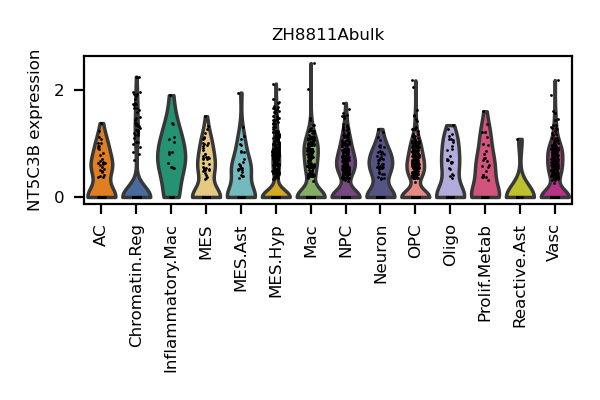 ZH8811Abulk
NT5C3B expression
2
0
AC
Chromatin.Reg
Inflammatory.Mac
MES
MES.Ast
MES.Hyp
Mac
NPC
Neuron
OPC
Oligo
Prolif.Metab
Reactive.Ast
Vasc